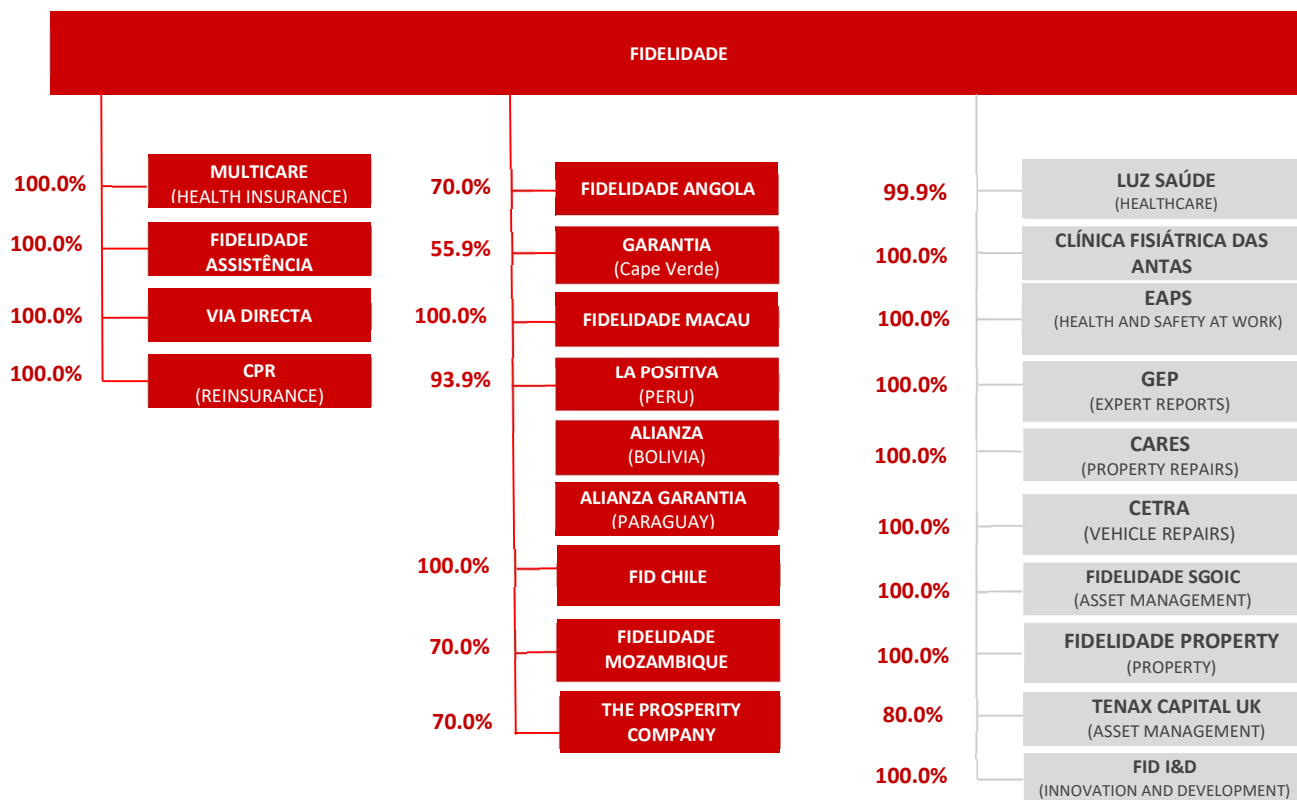 FIDELIDADE
100.0%
MULTICARE
(HEALTH INSURANCE)
100.0%
FIDELIDADE
ASSISTÊNCIA
100.0%
VIA DIRECTA
100.0%
CPR
(REINSURANCE)
70.0%
FIDELIDADE ANGOLA
55.9%
GARANTIA
(Cape Verde)
100.0%
FIDELIDADE MACAU
93.9%
LA POSITIVA
(PERU)
ALIANZA
(BOLIVIA)
ALIANZA GARANTIA
(PARAGUAY)
100.0%
FID CHILE
70.0%
FIDELIDADE
MOZAMBIQUE
70.0%
THE PROSPERITY
COMPANY
99.9%
LUZ SAÚDE
(HEALTHCARE)
100.0%
CLÍNICA FISIÁTRICA DAS
ANTAS
100.0%
EAPS
(HEALTH AND SAFETY AT WORK)
100.0%
GEP
(EXPERT REPORTS)
100.0%
CARES
(PROPERTY REPAIRS)
100.0%
CETRA
(VEHICLE REPAIRS)
100.0%
FIDELIDADE SGOIC
(ASSET MANAGEMENT)
100.0%
FIDELIDADE PROPERTY
(PROPERTY)
80.0%
TENAX CAPITAL UK
(ASSET MANAGEMENT)
100.0%
FID I&D
(INNOVATION AND DEVELOPMENT)